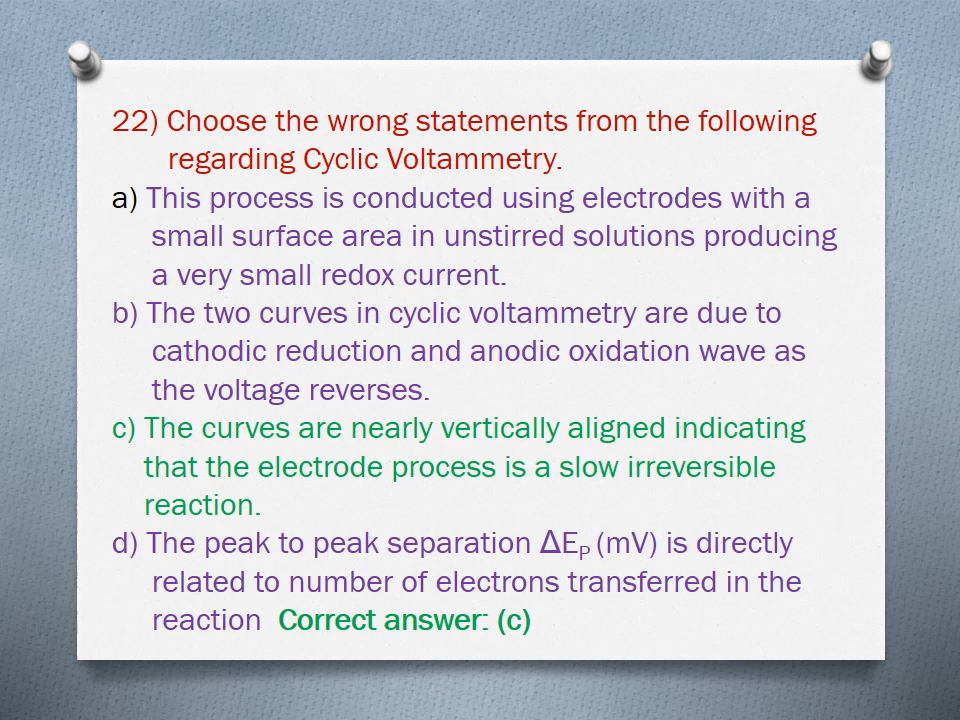 22) Choose the wrong statements from the following
regarding Cyclic Voltammetry.
a) This process is conducted using electrodes with a
small surface area in unstirred solutions producing
a very small redox current.
b) The two curves in cyclic voltammetry are due to
cathodic reduction and anodic oxidation wave as
the voltage reverses.
c) The curves are nearly vertically aligned indicating
that the electrode process is a slow irreversible
reaction.
d) The peak to peak separation ΔEP (mV) is directly
related to number of electrons transferred in the
reaction Correct answer: (c)